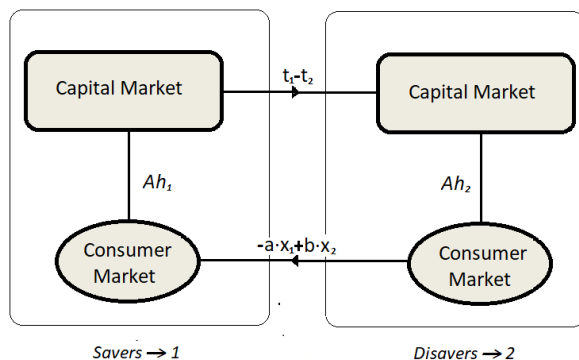 Capital Market
t₁-t₂
Capital Market
Ah₁
Ah₂
Consumer
Market
-a·x₁+b·x₂
Consumer
Market
Savers → 1
Disavers → 2